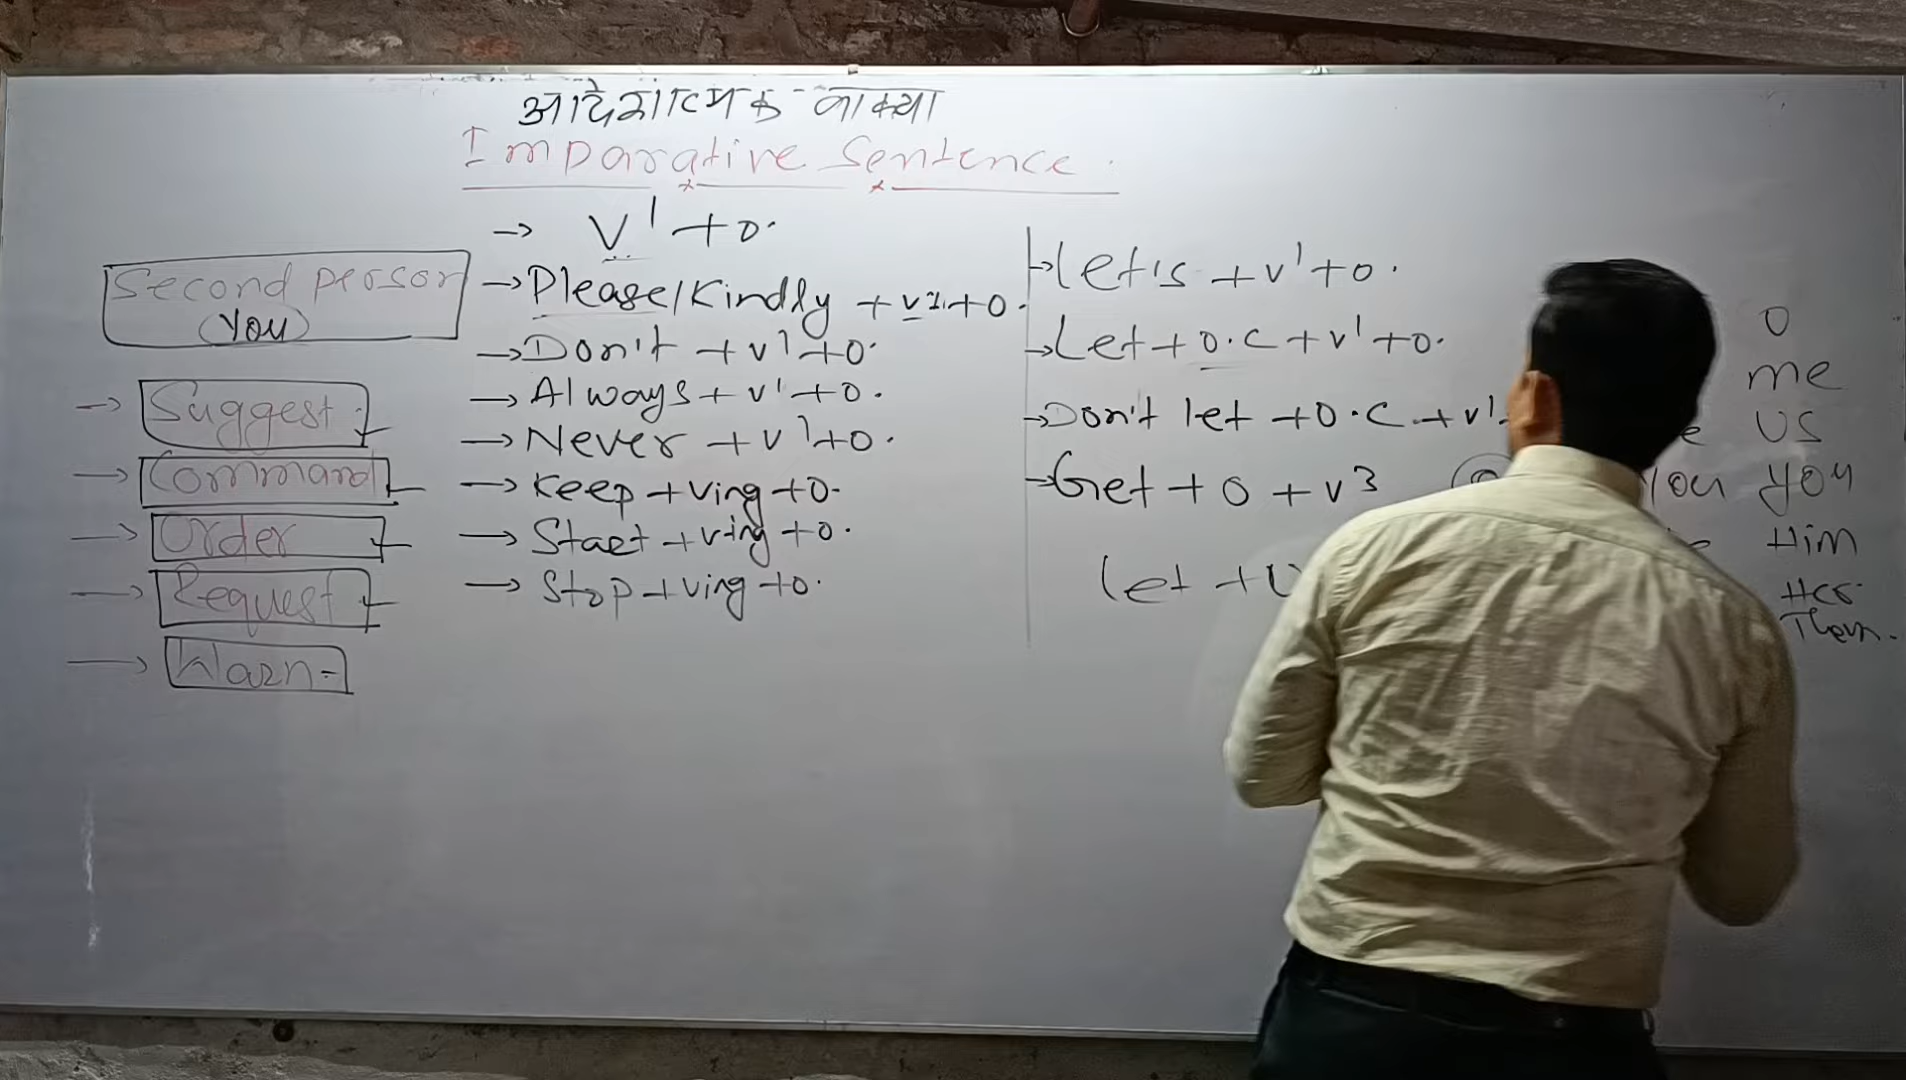 आदेशात्मक वाक्या
Imparative Sentence.
→ V¹ + O.
Second person
(You)
→ Please/Kindly + V1 + O.
→ Don't + V¹ + O.
→ Always + V¹ + O.
→ Never + V¹ + O.
→ Keep + Ving + O.
→ Start + Ving + O.
→ Stop + Ving + O.
→ Suggest
→ Command
→ Order
→ Request
→ Warn
→ Let's + V¹ + O.
→ Let + O.C + V¹ + O.
→ Don't let + O.C + V¹
→ Get + O + V³
Let +
O
me
US
You You
Him
Her
Them.